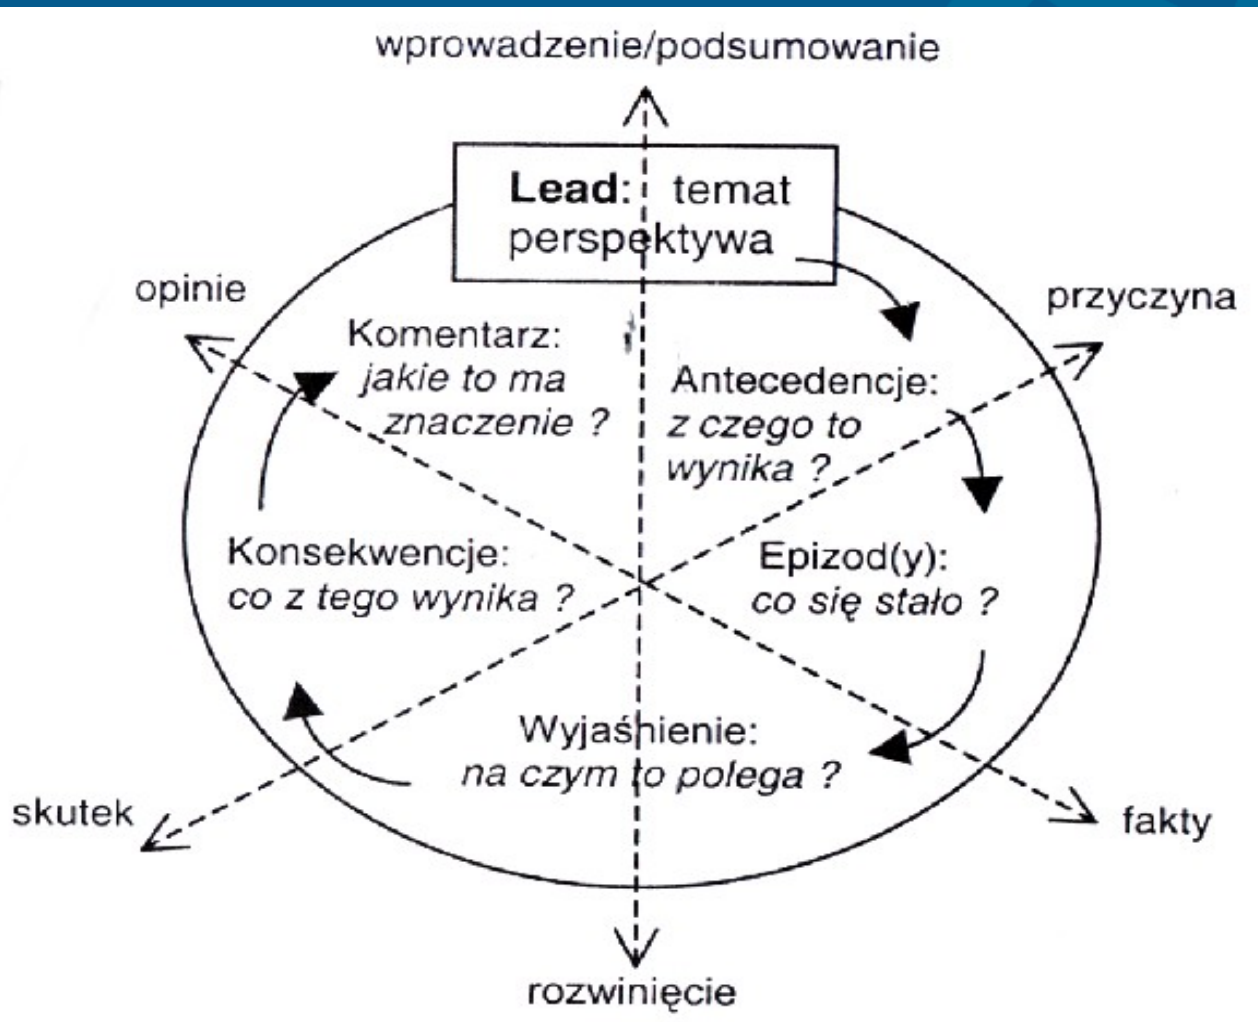 wprowadzenie/podsumowanie
Lead: temat
perspektywa
opinie
przyczyna
Komentarz:
jakie to ma
znaczenie ?
Antecedencje:
z czego to
wynika ?
Konsekwencje:
co z tego wynika ?
Epizod(y):
co się stało ?
Wyjaśnienie:
na czym to polega ?
skutek
fakty
rozwinięcie